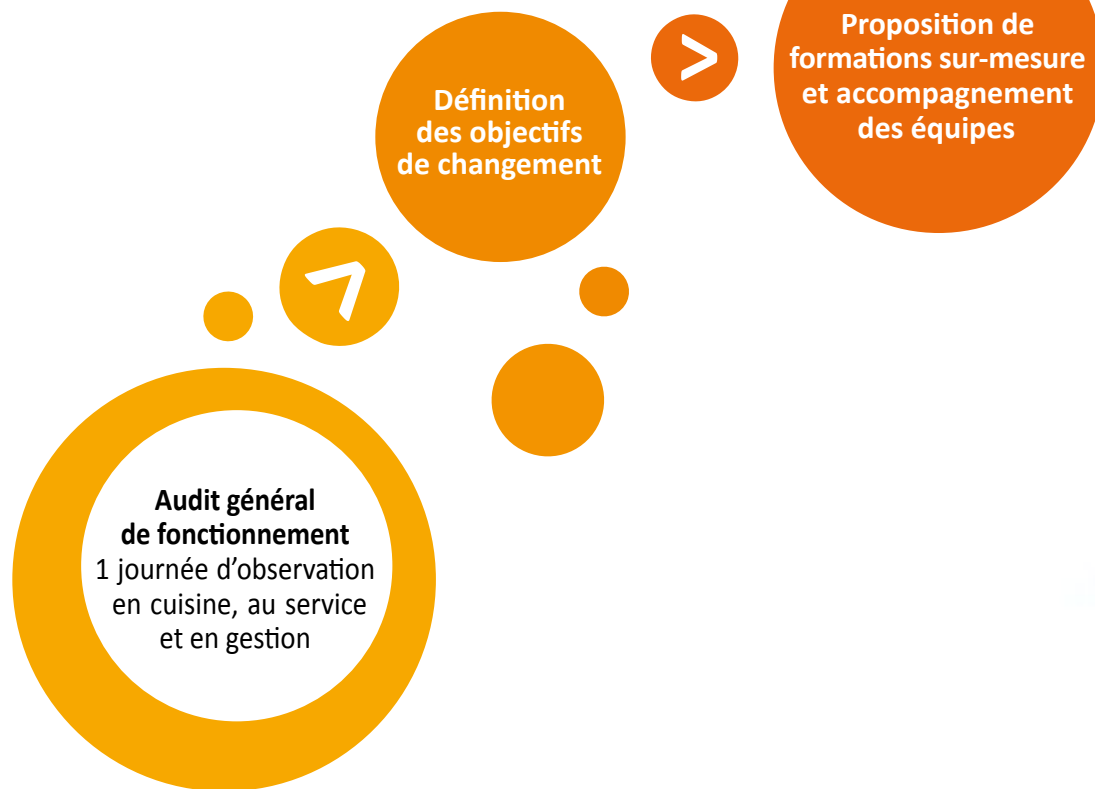 Proposition de
formations sur-mesure
et accompagnement
des équipes
>
Définition
des objectifs
de changement
>
Audit général
de fonctionnement
1 journée d’observation
en cuisine, au service
et en gestion